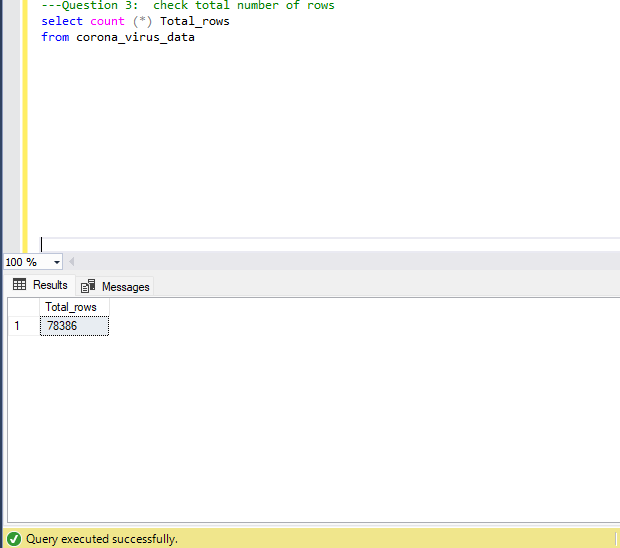 ---Question 3:  check total number of rows
select count (*) Total_rows
from corona_virus_data
100 %
Results Messages
Total_rows
1 78386
Query executed successfully.